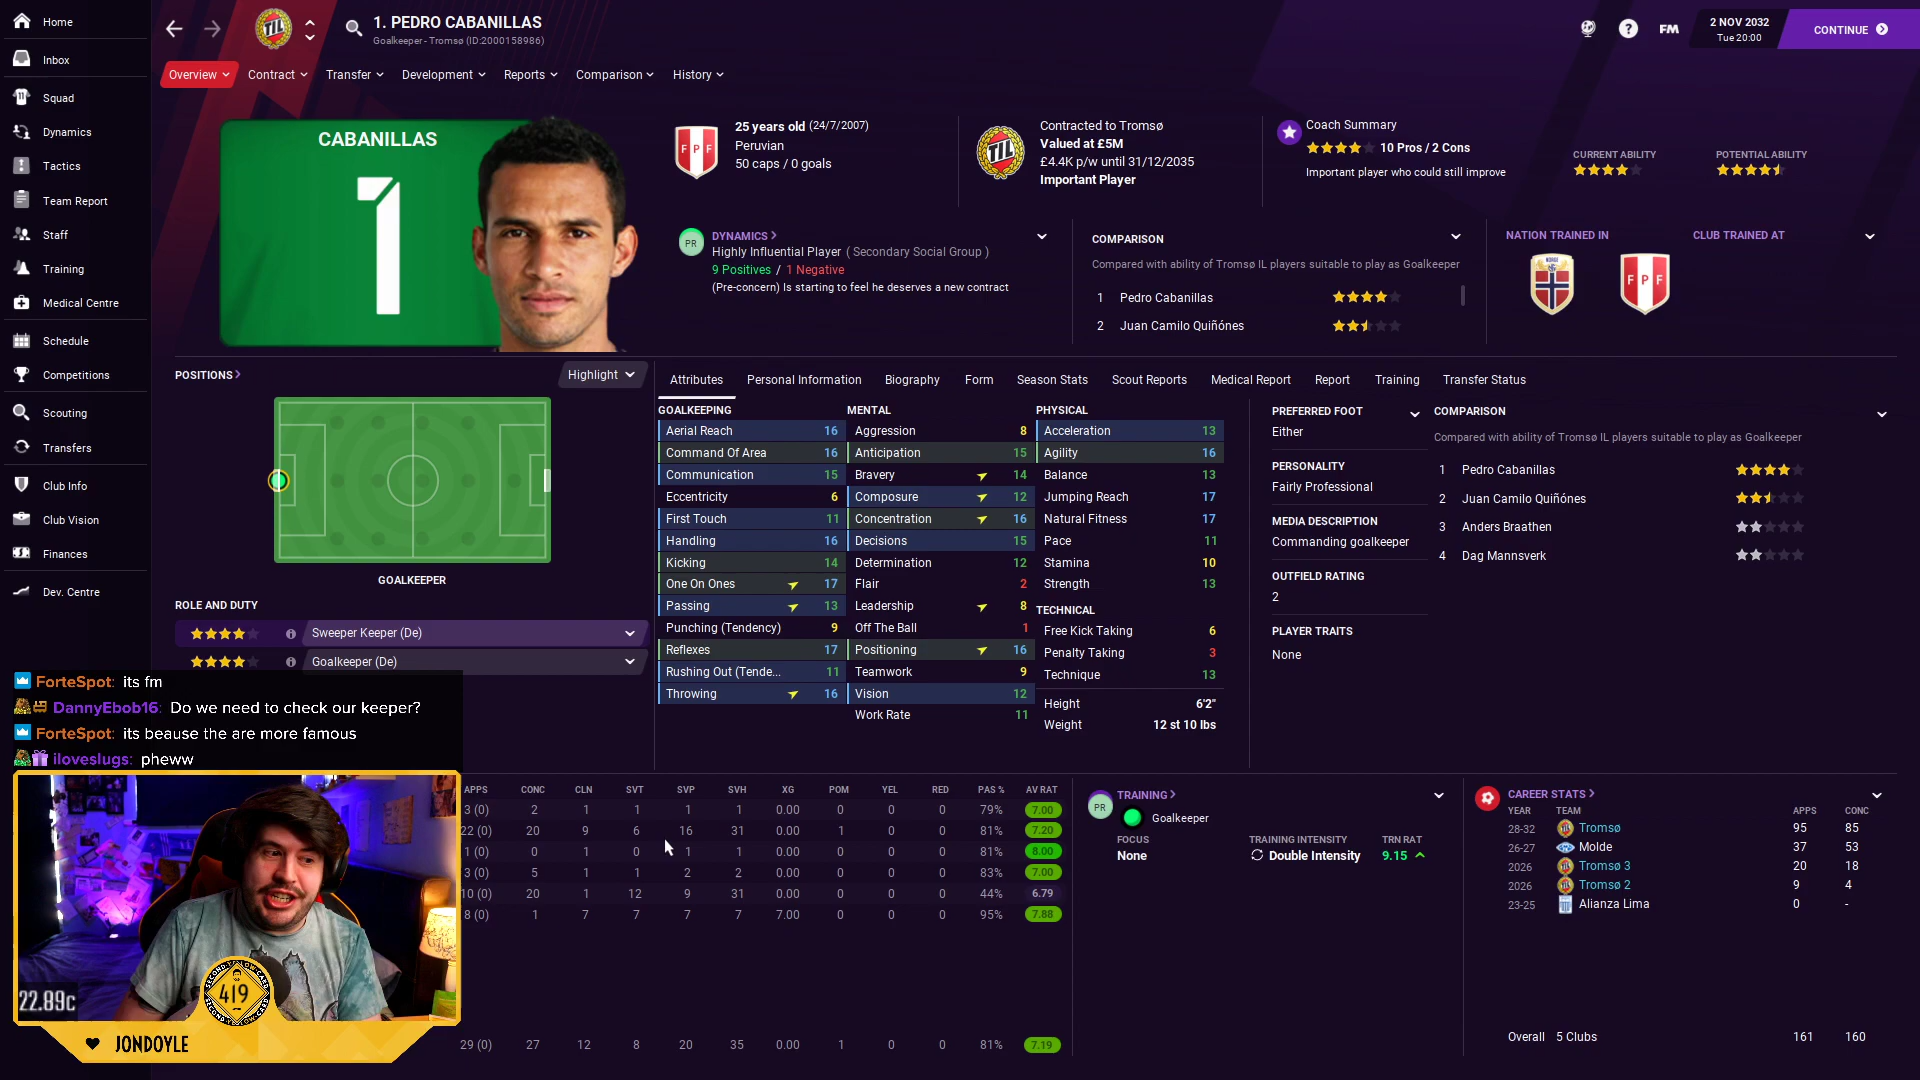 Home
Inbox
Squad
Dynamics
Tactics
Team Report
Staff
Training
Medical Centre
Schedule
Competitions
Scouting
Transfers
Club Info
Club Vision
Finances
Dev. Centre
TIL
1. PEDRO CABANILLAS
Goalkeeper - Tromsø (ID:2000158986)
FM
2 NOV 2032
Tue 20:00
CONTINUE
Overview
Contract
Transfer
Development
Reports
Comparison
History
CABANILLAS
1
FPF
25 years old (24/7/2007)
Peruvian
50 caps / 0 goals
TIL
Contracted to Tromsø
Valued at £5M
£4.4K p/w until 31/12/2035
Important Player
Coach Summary
10 Pros / 2 Cons
Important player who could still improve
CURRENT ABILITY
POTENTIAL ABILITY
PR
DYNAMICS
Highly Influential Player ( Secondary Social Group )
9 Positives / 1 Negative
(Pre-concern) Is starting to feel he deserves a new contract
COMPARISON
Compared with ability of Tromsø IL players suitable to play as Goalkeeper
1 Pedro Cabanillas
2 Juan Camilo Quiñónes
NATION TRAINED IN
NORGE
FPF
CLUB TRAINED AT
POSITIONS
Highlight
GOALKEEPER
ROLE AND DUTY
Sweeper Keeper (De)
Goalkeeper (De)
Attributes
Personal Information
Biography
Form
Season Stats
Scout Reports
Medical Report
Report
Training
Transfer Status
GOALKEEPING
Aerial Reach 16
Command Of Area 16
Communication 15
Eccentricity 6
First Touch 11
Handling 16
Kicking 14
One On Ones 17
Passing 13
Punching (Tendency) 9
Reflexes 17
Rushing Out (Tende... 11
Throwing 16
MENTAL
Aggression 8
Anticipation 15
Bravery 14
Composure 12
Concentration 16
Decisions 15
Determination 12
Flair 2
Leadership 8
Off The Ball 1
Positioning 16
Teamwork 9
Vision 12
Work Rate 11
PHYSICAL
Acceleration 13
Agility 16
Balance 13
Jumping Reach 17
Natural Fitness 17
Pace 11
Stamina 10
Strength 13
TECHNICAL
Free Kick Taking 6
Penalty Taking 3
Technique 13
Height 6'2"
Weight 12 st 10 lbs
PREFERRED FOOT
Either
PERSONALITY
Fairly Professional
MEDIA DESCRIPTION
Commanding goalkeeper
OUTFIELD RATING
2
PLAYER TRAITS
None
COMPARISON
Compared with ability of Tromsø IL players suitable to play as Goalkeeper
1 Pedro Cabanillas
2 Juan Camilo Quiñónes
3 Anders Braathen
4 Dag Mannsverk
ForteSpot: its fm
DannyEbob16: Do we need to check our keeper?
ForteSpot: its beause the are more famous
iloveslugs: pheww
22.89c
SECOND YELLOW CARD
419
JONDOYLE
APPS CONC CLN SVT SVP SVH XG POM YEL RED PAS % AV RAT
3 (0) 2 1 1 1 1 0.00 0 0 0 79% 7.00
22 (0) 20 9 6 16 31 0.00 1 0 0 81% 7.20
1 (0) 0 1 0 1 1 0.00 0 0 0 81% 8.00
3 (0) 5 1 1 2 2 0.00 0 0 0 83% 7.00
10 (0) 20 1 12 9 31 0.00 0 0 0 44% 6.79
8 (0) 1 7 7 7 7 7.00 0 0 0 95% 7.88
29 (0) 27 12 8 20 35 0.00 1 0 0 81% 7.19
PR
TRAINING
Goalkeeper
FOCUS
None
TRAINING INTENSITY
Double Intensity
TRN RAT
9.15
CAREER STATS
YEAR TEAM APPS CONC
28-32 Tromsø 95 85
26-27 Molde 37 53
2026 Tromsø 3 20 18
2026 Tromsø 2 9 4
23-25 Alianza Lima 0 -
Overall 5 Clubs 161 160